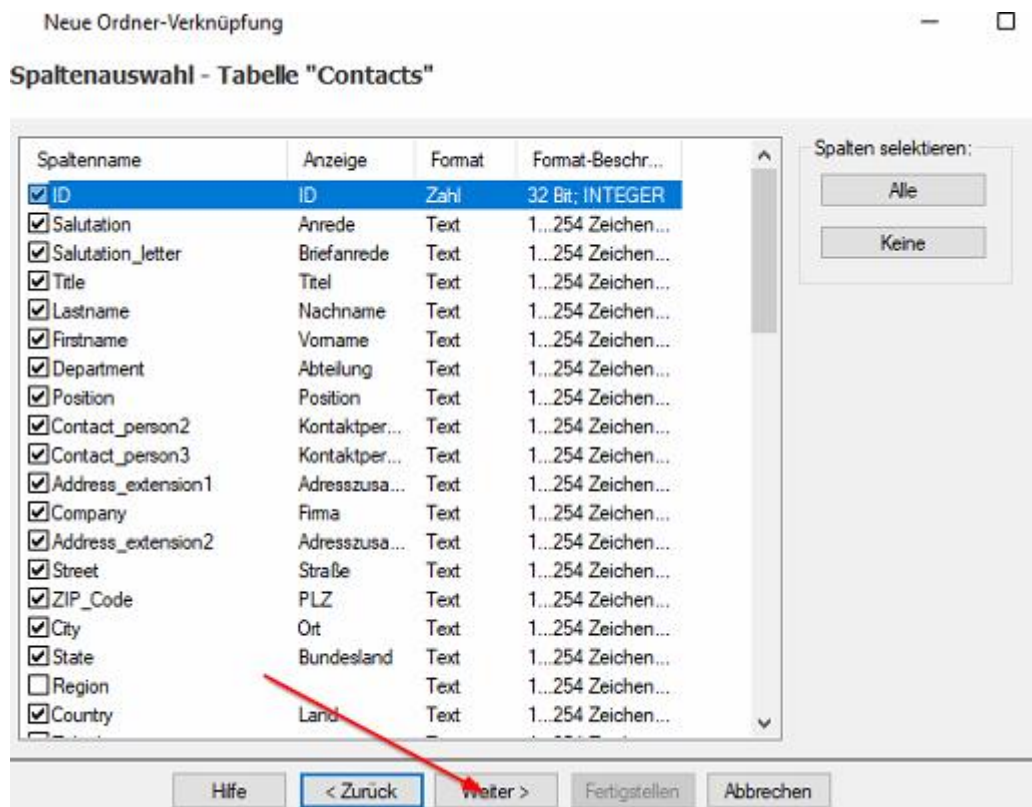 Neue Ordner-Verknüpfung
Spaltenauswahl - Tabelle "Contacts"
Spaltenname Anzeige Format Format-Beschr...
ID ID Zahl 32 Bit; INTEGER
Salutation Anrede Text 1...254 Zeichen...
Salutation_letter Briefanrede Text 1...254 Zeichen...
Title Titel Text 1...254 Zeichen...
Lastname Nachname Text 1...254 Zeichen...
Firstname Vorname Text 1...254 Zeichen...
Department Abteilung Text 1...254 Zeichen...
Position Position Text 1...254 Zeichen...
Contact_person2 Kontaktper... Text 1...254 Zeichen...
Contact_person3 Kontaktper... Text 1...254 Zeichen...
Address_extension1 Adresszusa... Text 1...254 Zeichen...
Company Firma Text 1...254 Zeichen...
Address_extension2 Adresszusa... Text 1...254 Zeichen...
Street Straße Text 1...254 Zeichen...
ZIP_Code PLZ Text 1...254 Zeichen...
City Ort Text 1...254 Zeichen...
State Bundesland Text 1...254 Zeichen...
Region Text 1...254 Zeichen...
Country Land Text 1...254 Zeichen...
Spalten selektieren:
Alle
Keine
Hilfe < Zurück Weiter > Fertigstellen Abbrechen